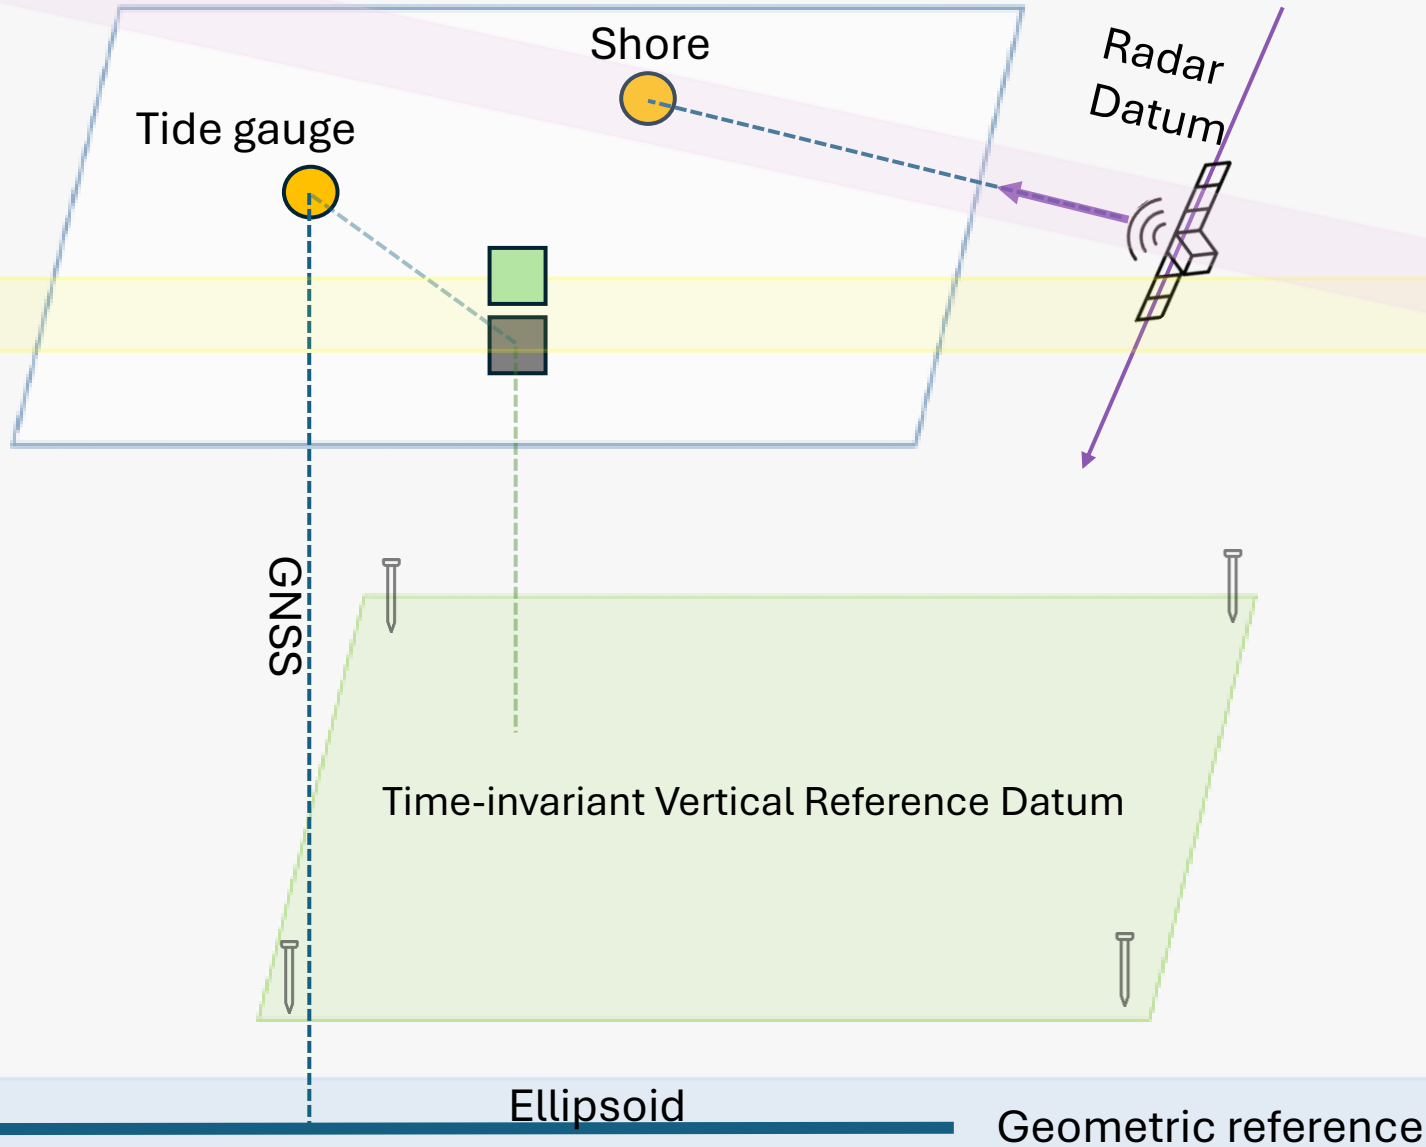 Shore
Radar
Datum
Tide gauge
GNSS
Time-invariant Vertical Reference Datum
Ellipsoid
Geometric reference